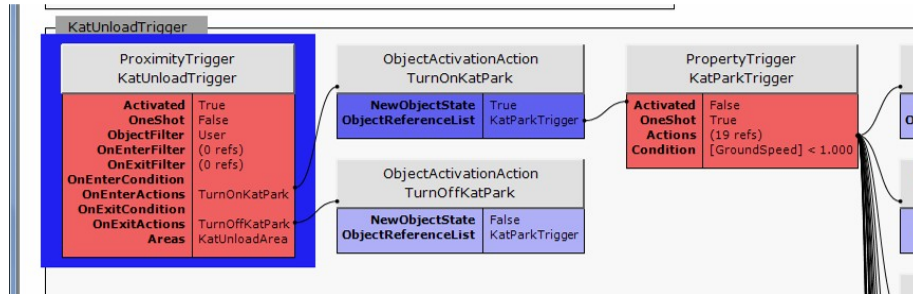 KatUnloadTrigger
ProximityTrigger
KatUnloadTrigger
Activated True
OneShot False
ObjectFilter User
OnEnterFilter (0 refs)
OnExitFilter (0 refs)
OnEnterCondition
OnEnterActions TurnOnKatPark
OnExitCondition
OnExitActions TurnOffKatPark
Areas KatUnloadArea
ObjectActivationAction
TurnOnKatPark
NewObjectState True
ObjectReferenceList KatParkTrigger
ObjectActivationAction
TurnOffKatPark
NewObjectState False
ObjectReferenceList KatParkTrigger
PropertyTrigger
KatParkTrigger
Activated False
OneShot True
Actions (19 refs)
Condition [GroundSpeed] < 1.000